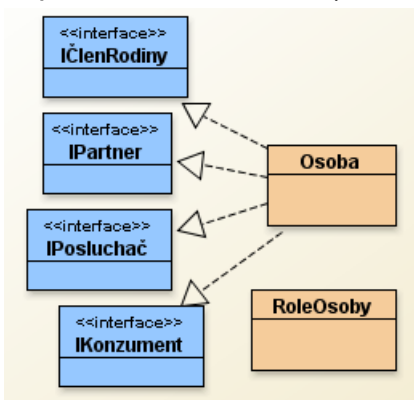 <<interface>>
IČlenRodiny
<<interface>>
IPartner
Osoba
<<interface>>
IPosluchač
<<interface>>
IKonzument
RoleOsoby